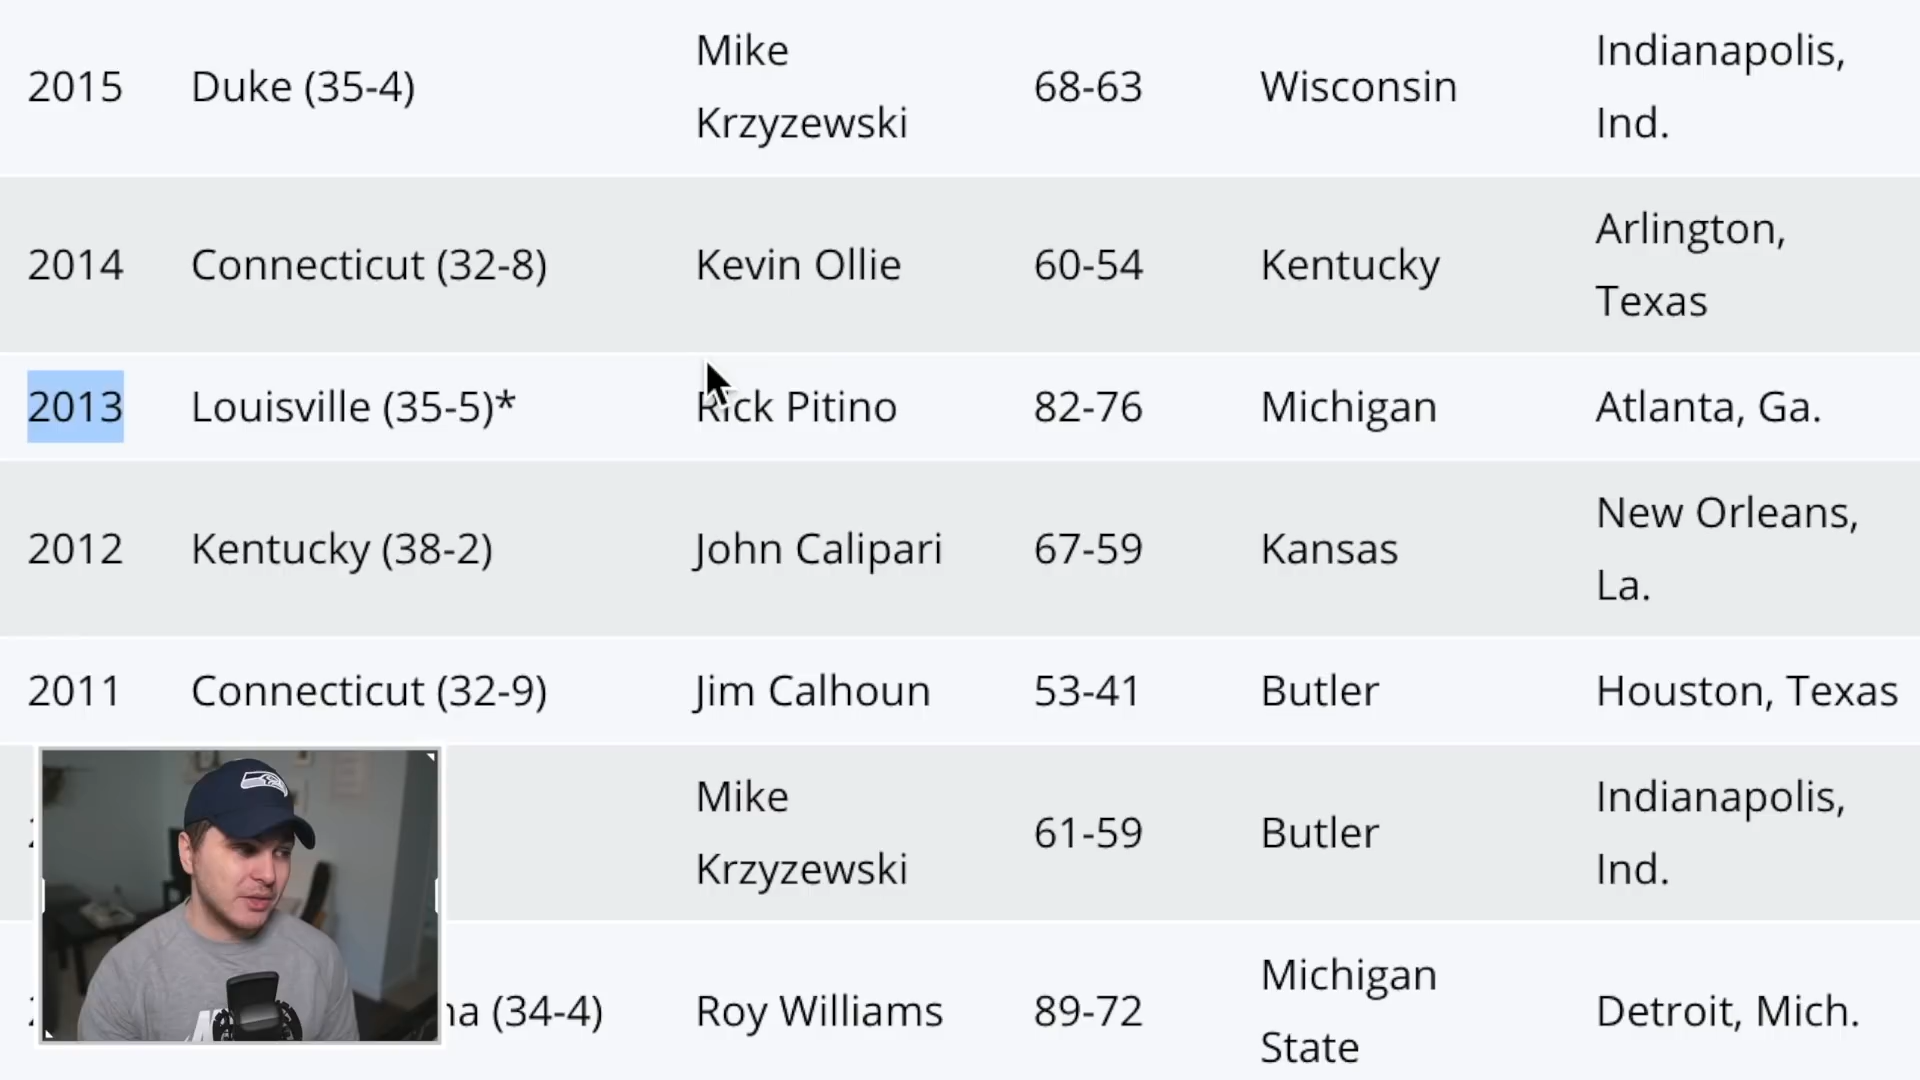 2015 Duke (35-4) Mike Krzyzewski 68-63 Wisconsin Indianapolis, Ind.
2014 Connecticut (32-8) Kevin Ollie 60-54 Kentucky Arlington, Texas
2013 Louisville (35-5)* Rick Pitino 82-76 Michigan Atlanta, Ga.
2012 Kentucky (38-2) John Calipari 67-59 Kansas New Orleans, La.
2011 Connecticut (32-9) Jim Calhoun 53-41 Butler Houston, Texas
Mike Krzyzewski 61-59 Butler Indianapolis, Ind.
(34-4) Roy Williams 89-72 Michigan State Detroit, Mich.